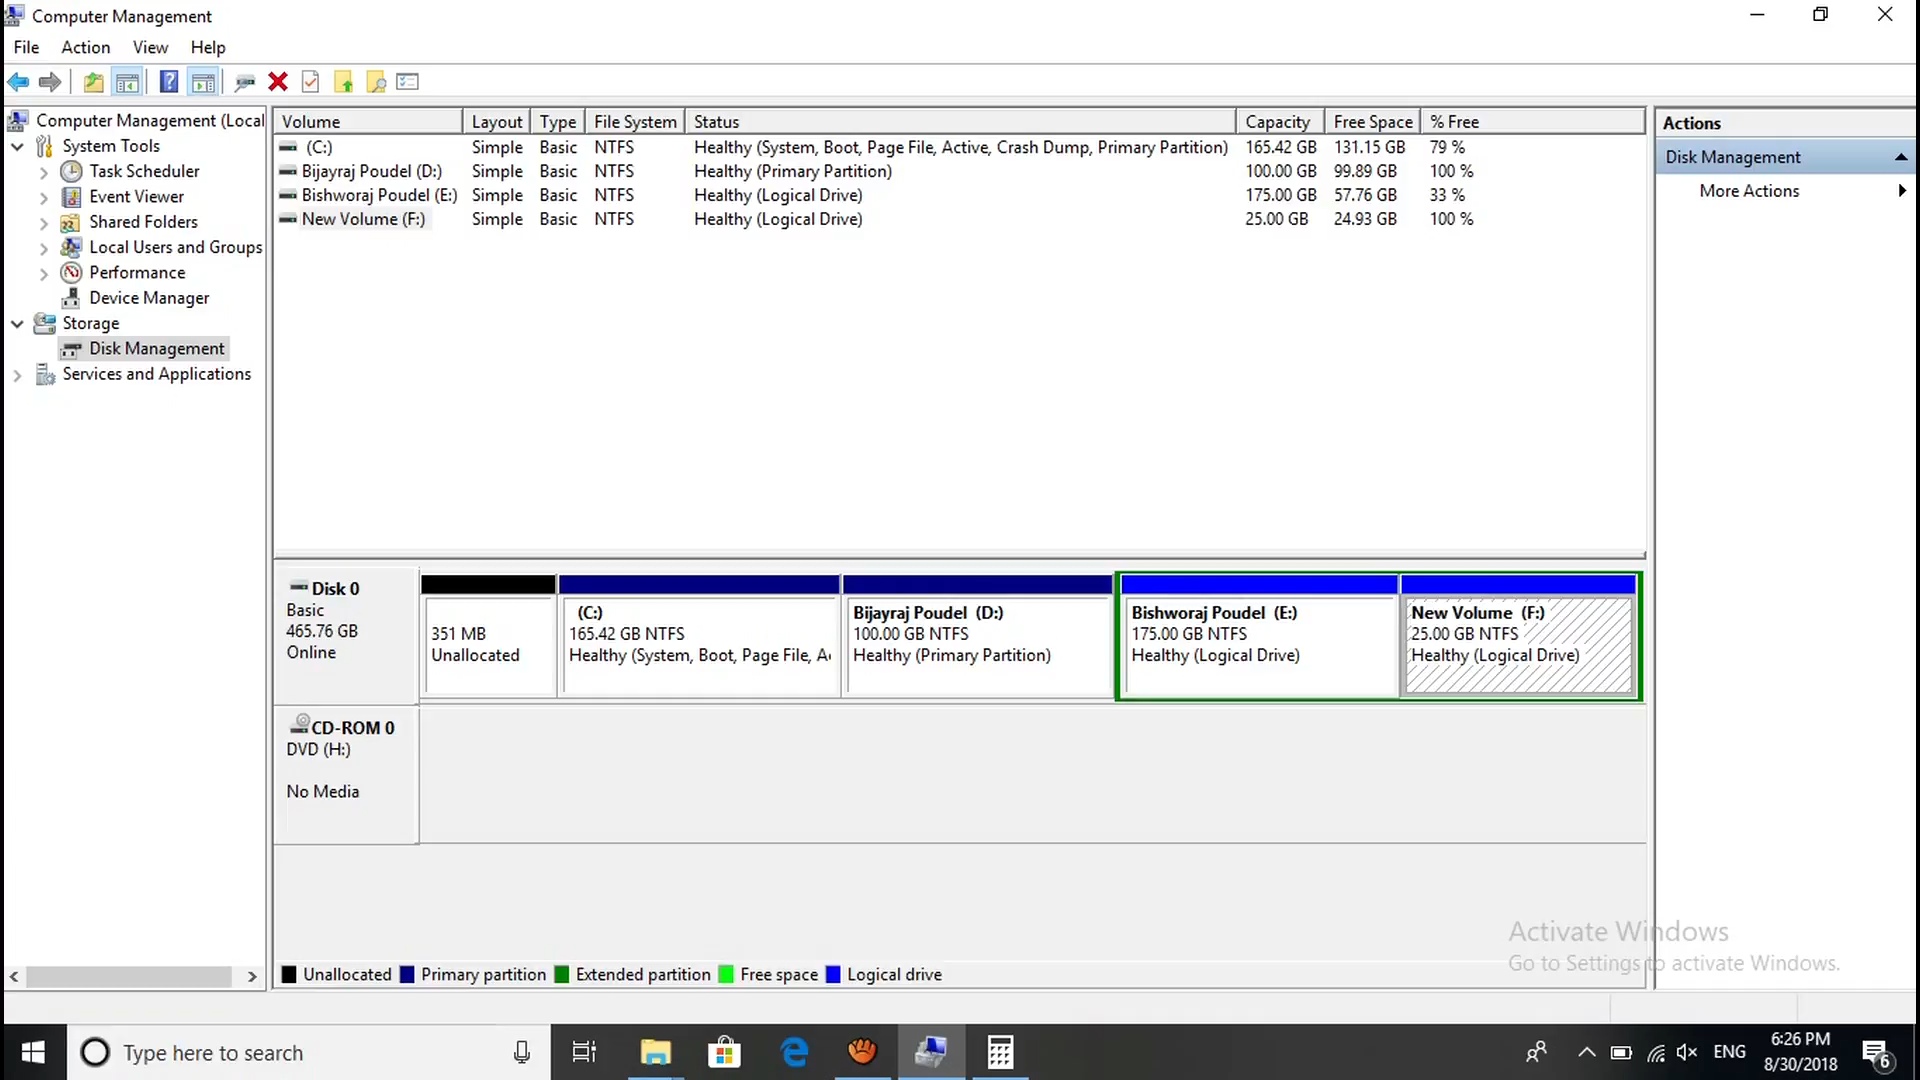 Computer Management
File Action View Help
Computer Management (Local
System Tools
Task Scheduler
Event Viewer
Shared Folders
Local Users and Groups
Performance
Device Manager
Storage
Disk Management
Services and Applications
Volume Layout Type File System Status Capacity Free Space % Free
(C:) Simple Basic NTFS Healthy (System, Boot, Page File, Active, Crash Dump, Primary Partition) 165.42 GB 131.15 GB 79 %
Bijayraj Poudel (D:) Simple Basic NTFS Healthy (Primary Partition) 100.00 GB 99.89 GB 100 %
Bishworaj Poudel (E:) Simple Basic NTFS Healthy (Logical Drive) 175.00 GB 57.76 GB 33 %
New Volume (F:) Simple Basic NTFS Healthy (Logical Drive) 25.00 GB 24.93 GB 100 %
Actions
Disk Management
More Actions
Disk 0
Basic
465.76 GB
Online
351 MB
Unallocated
(C:)
165.42 GB NTFS
Healthy (System, Boot, Page File, A
Bijayraj Poudel (D:)
100.00 GB NTFS
Healthy (Primary Partition)
Bishworaj Poudel (E:)
175.00 GB NTFS
Healthy (Logical Drive)
New Volume (F:)
25.00 GB NTFS
Healthy (Logical Drive)
CD-ROM 0
DVD (H:)
No Media
Unallocated Primary partition Extended partition Free space Logical drive
Activate Windows
Go to Settings to activate Windows.
Type here to search
ENG
6:26 PM
8/30/2018
6